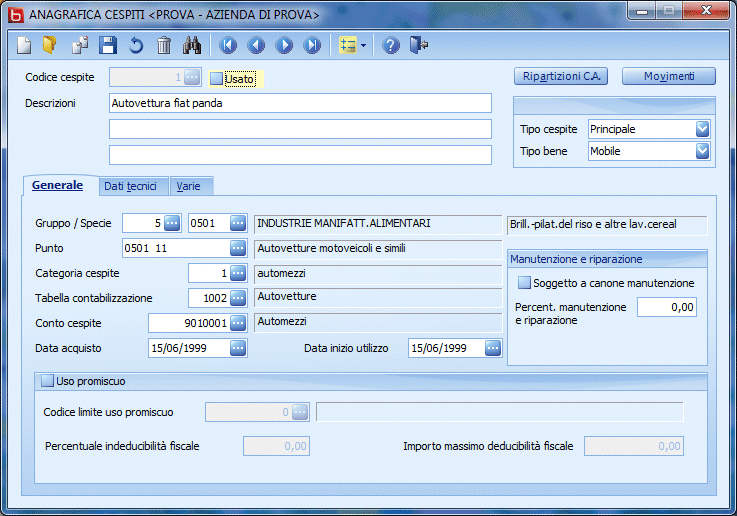 ANAGRAFICA CESPITI <PROVA - AZIENDA DI PROVA>
Codice cespite 1 ... Usato Ripartizioni C.A. Movimenti
Descrizioni Autovettura fiat panda
Tipo cespite Principale
Tipo bene Mobile
Generale Dati tecnici Varie
Gruppo / Specie 5 ... 0501 ... INDUSTRIE MANIFATT.ALIMENTARI Brill.-pilat.del riso e altre lav.cereal
Punto 0501 11 ... Autovetture motoveicoli e simili
Categoria cespite 1 ... automezzi
Tabella contabilizzazione 1002 ... Autovetture
Conto cespite 9010001 ... Automezzi
Data acquisto 15/06/1999 ... Data inizio utilizzo 15/06/1999 ...
Manutenzione e riparazione
Soggetto a canone manutenzione
Percent. manutenzione
e riparazione 0,00
Uso promiscuo
Codice limite uso promiscuo 0 ...
Percentuale indeducibilità fiscale 0,00 Importo massimo deducibilità fiscale 0,00